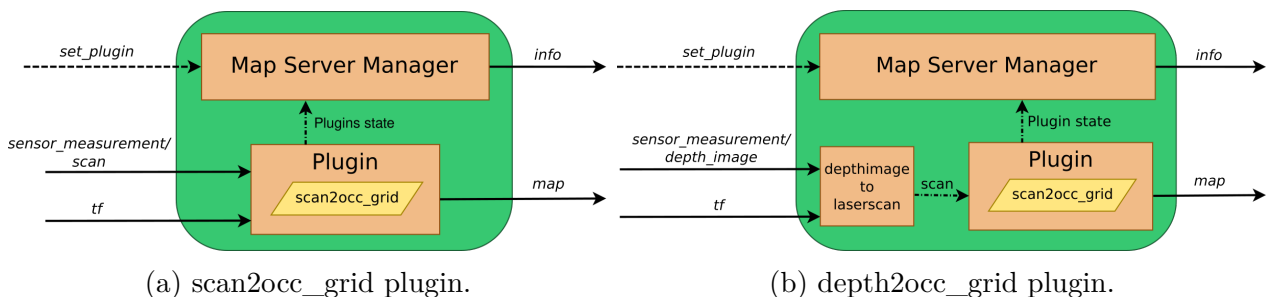 set_plugin
Map Server Manager
info
Plugins state
sensor_measurement/
scan
Plugin
scan2occ_grid
map
tf
(a) scan2occ_grid plugin.
set_plugin
Map Server Manager
info
Plugin state
sensor_measurement/
depth_image
depthimage
to
laserscan
scan
Plugin
scan2occ_grid
map
tf
(b) depth2occ_grid plugin.